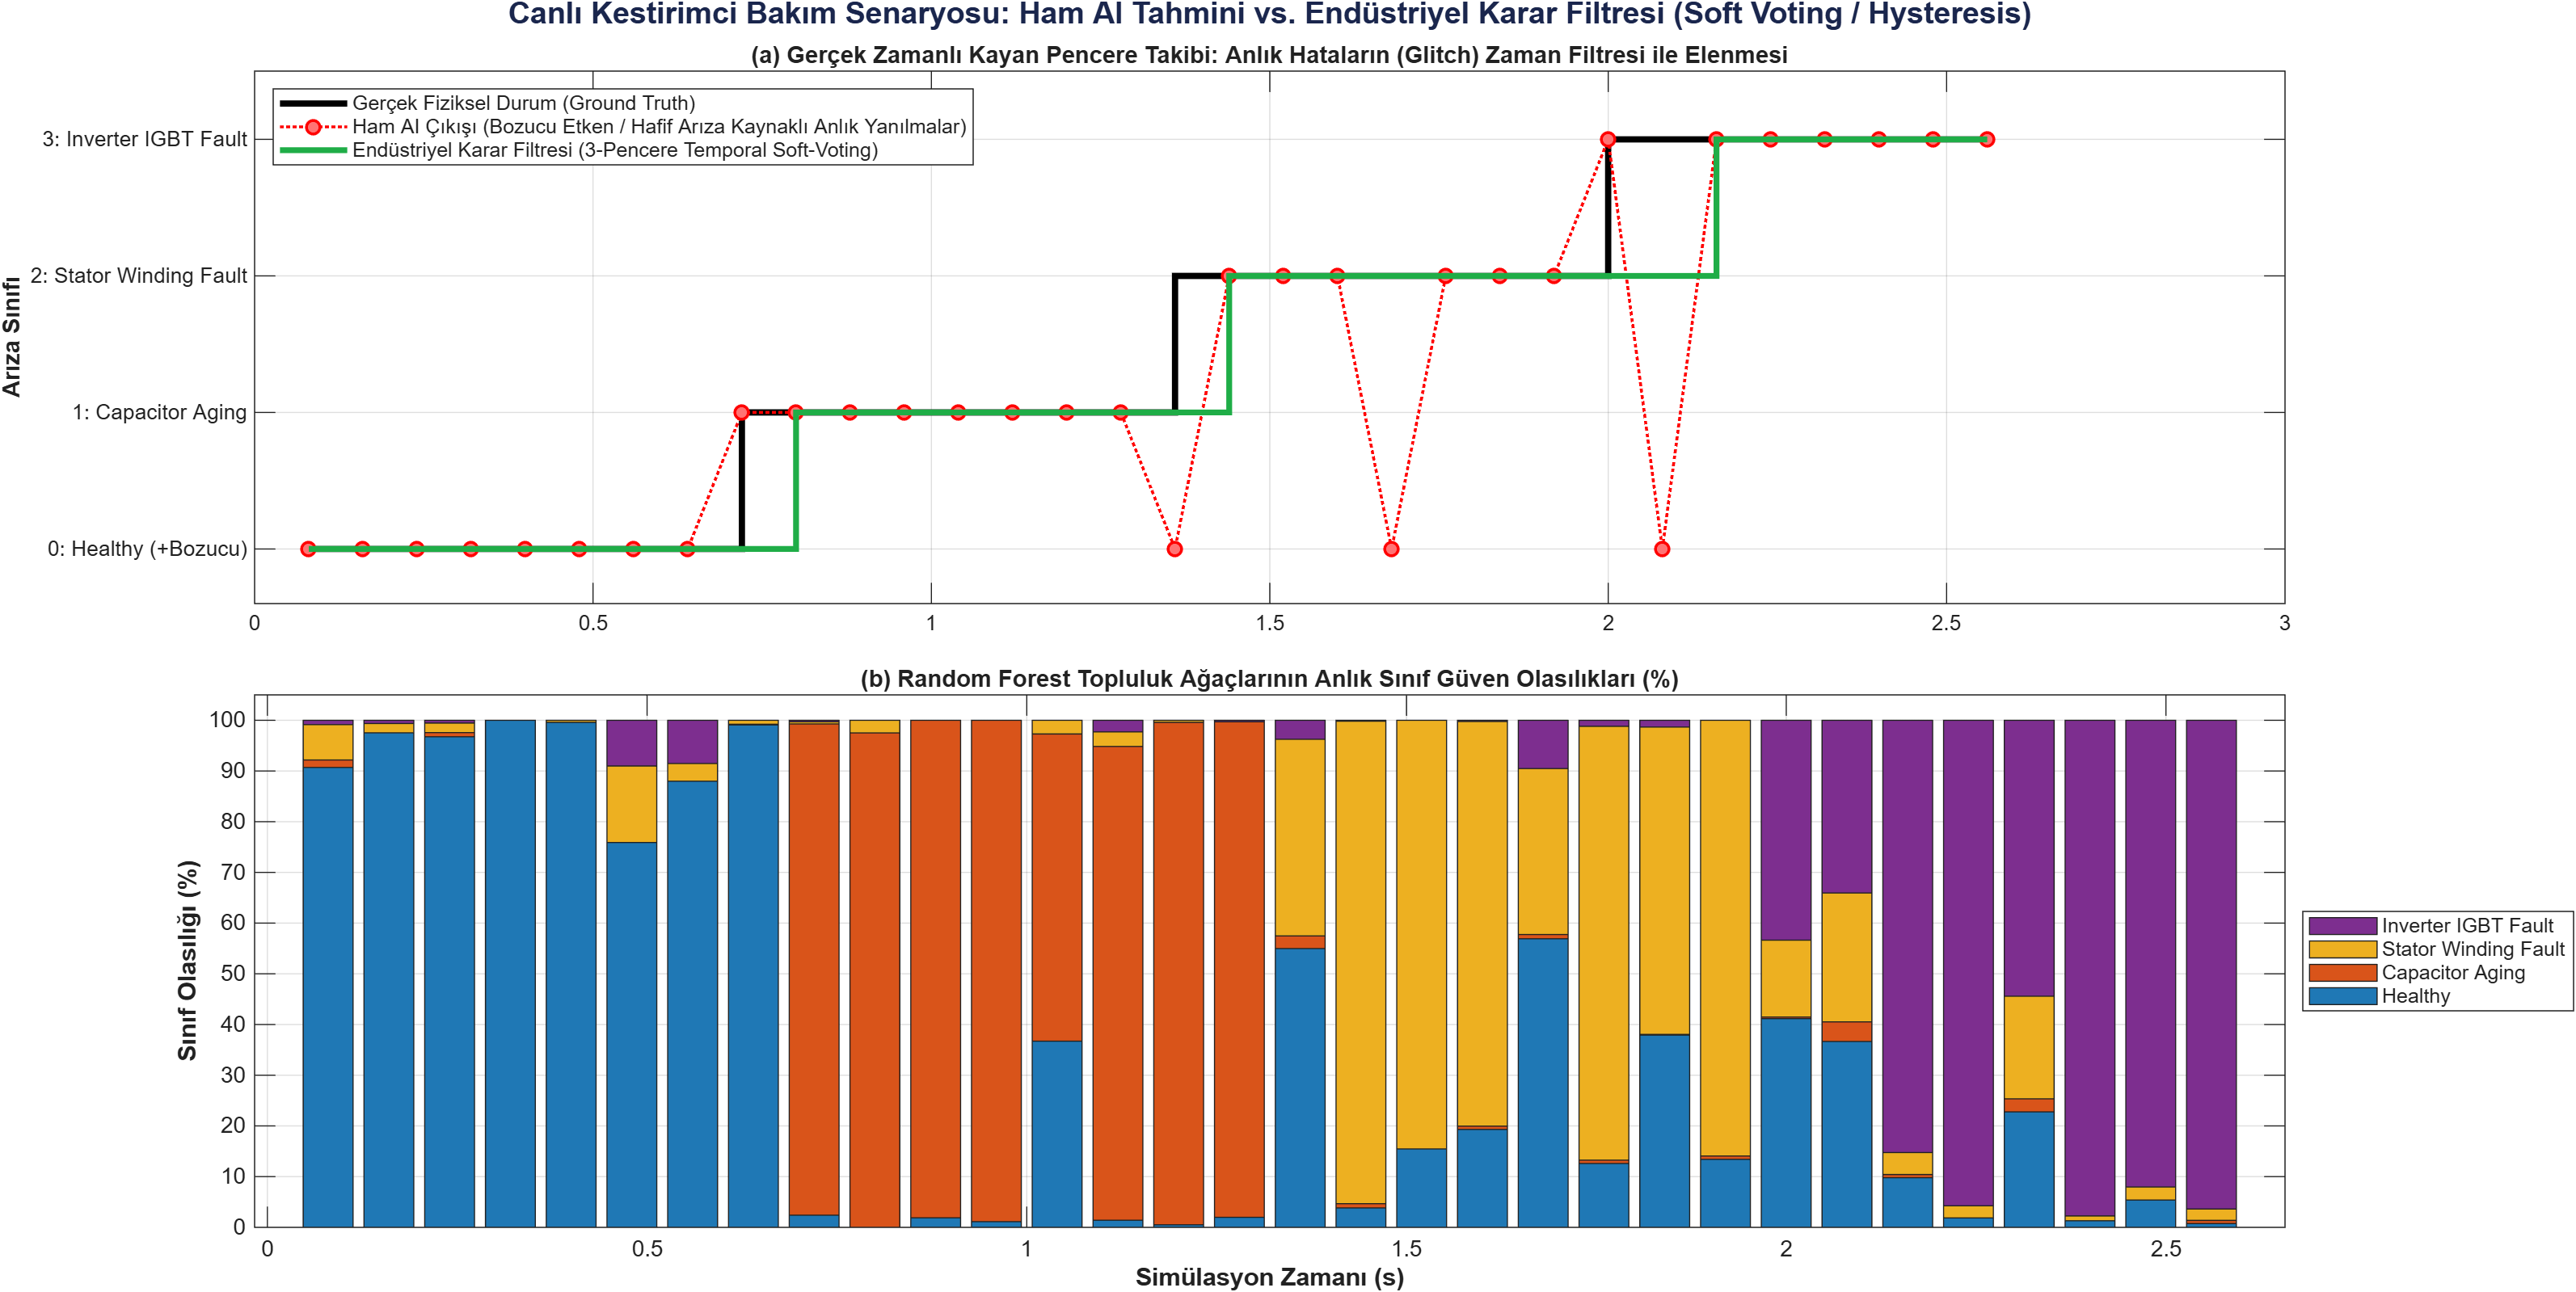 Canlı Kestirimci Bakım Senaryosu: Ham AI Tahmini vs. Endüstriyel Karar Filtresi (Soft Voting / Hysteresis)
(a) Gerçek Zamanlı Kayan Pencere Takibi: Anlık Hataların (Glitch) Zaman Filtresi ile Elenmesi
Gerçek Fiziksel Durum (Ground Truth)
Ham AI Çıkışı (Bozucu Etken / Hafif Arıza Kaynaklı Anlık Yanılmalar)
Endüstriyel Karar Filtresi (3-Pencere Temporal Soft-Voting)
Arıza Sınıfı
3: Inverter IGBT Fault
2: Stator Winding Fault
1: Capacitor Aging
0: Healthy (+Bozucu)
0 0.5 1 1.5 2 2.5 3
(b) Random Forest Topluluk Ağaçlarının Anlık Sınıf Güven Olasılıkları (%)
Sınıf Olasılığı (%)
100
90
80
70
60
50
40
30
20
10
0
0 0.5 1 1.5 2 2.5
Simülasyon Zamanı (s)
Inverter IGBT Fault
Stator Winding Fault
Capacitor Aging
Healthy